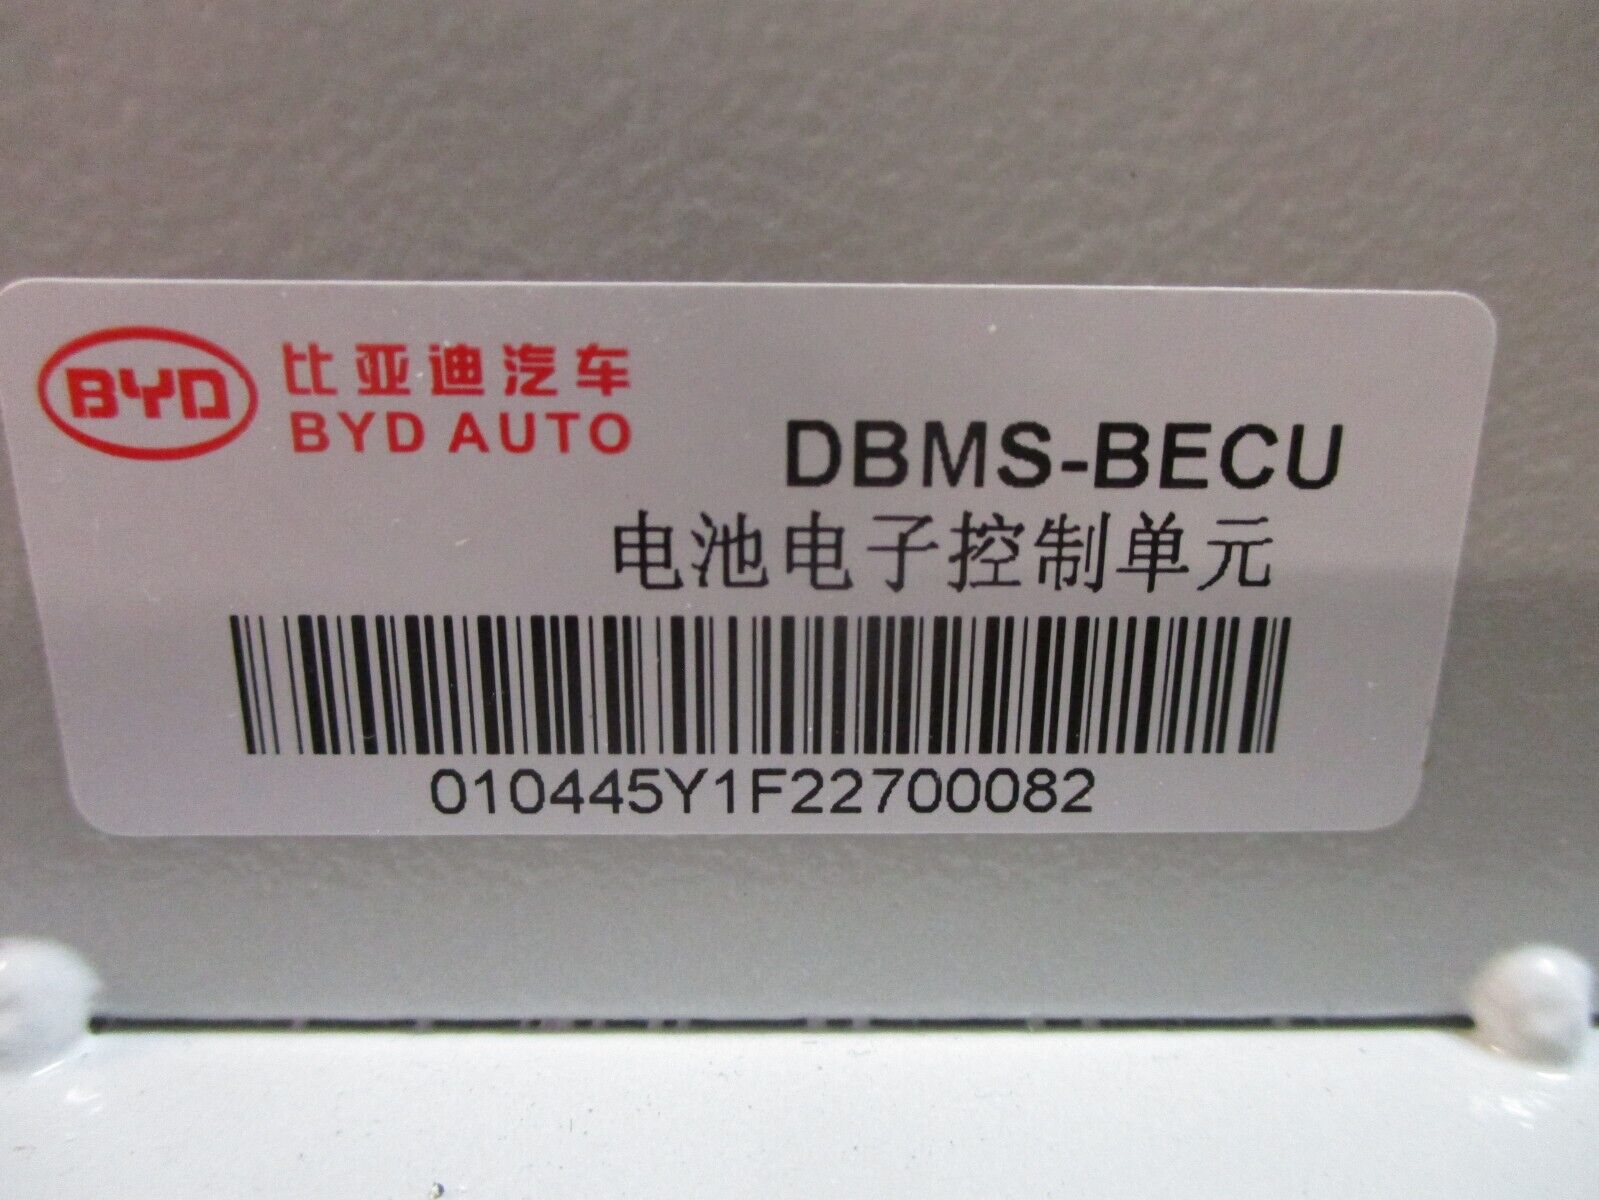 BYD
比亚迪汽车
BYD AUTO
DBMS-BECU
电池电子控制单元
010445Y1F22700082